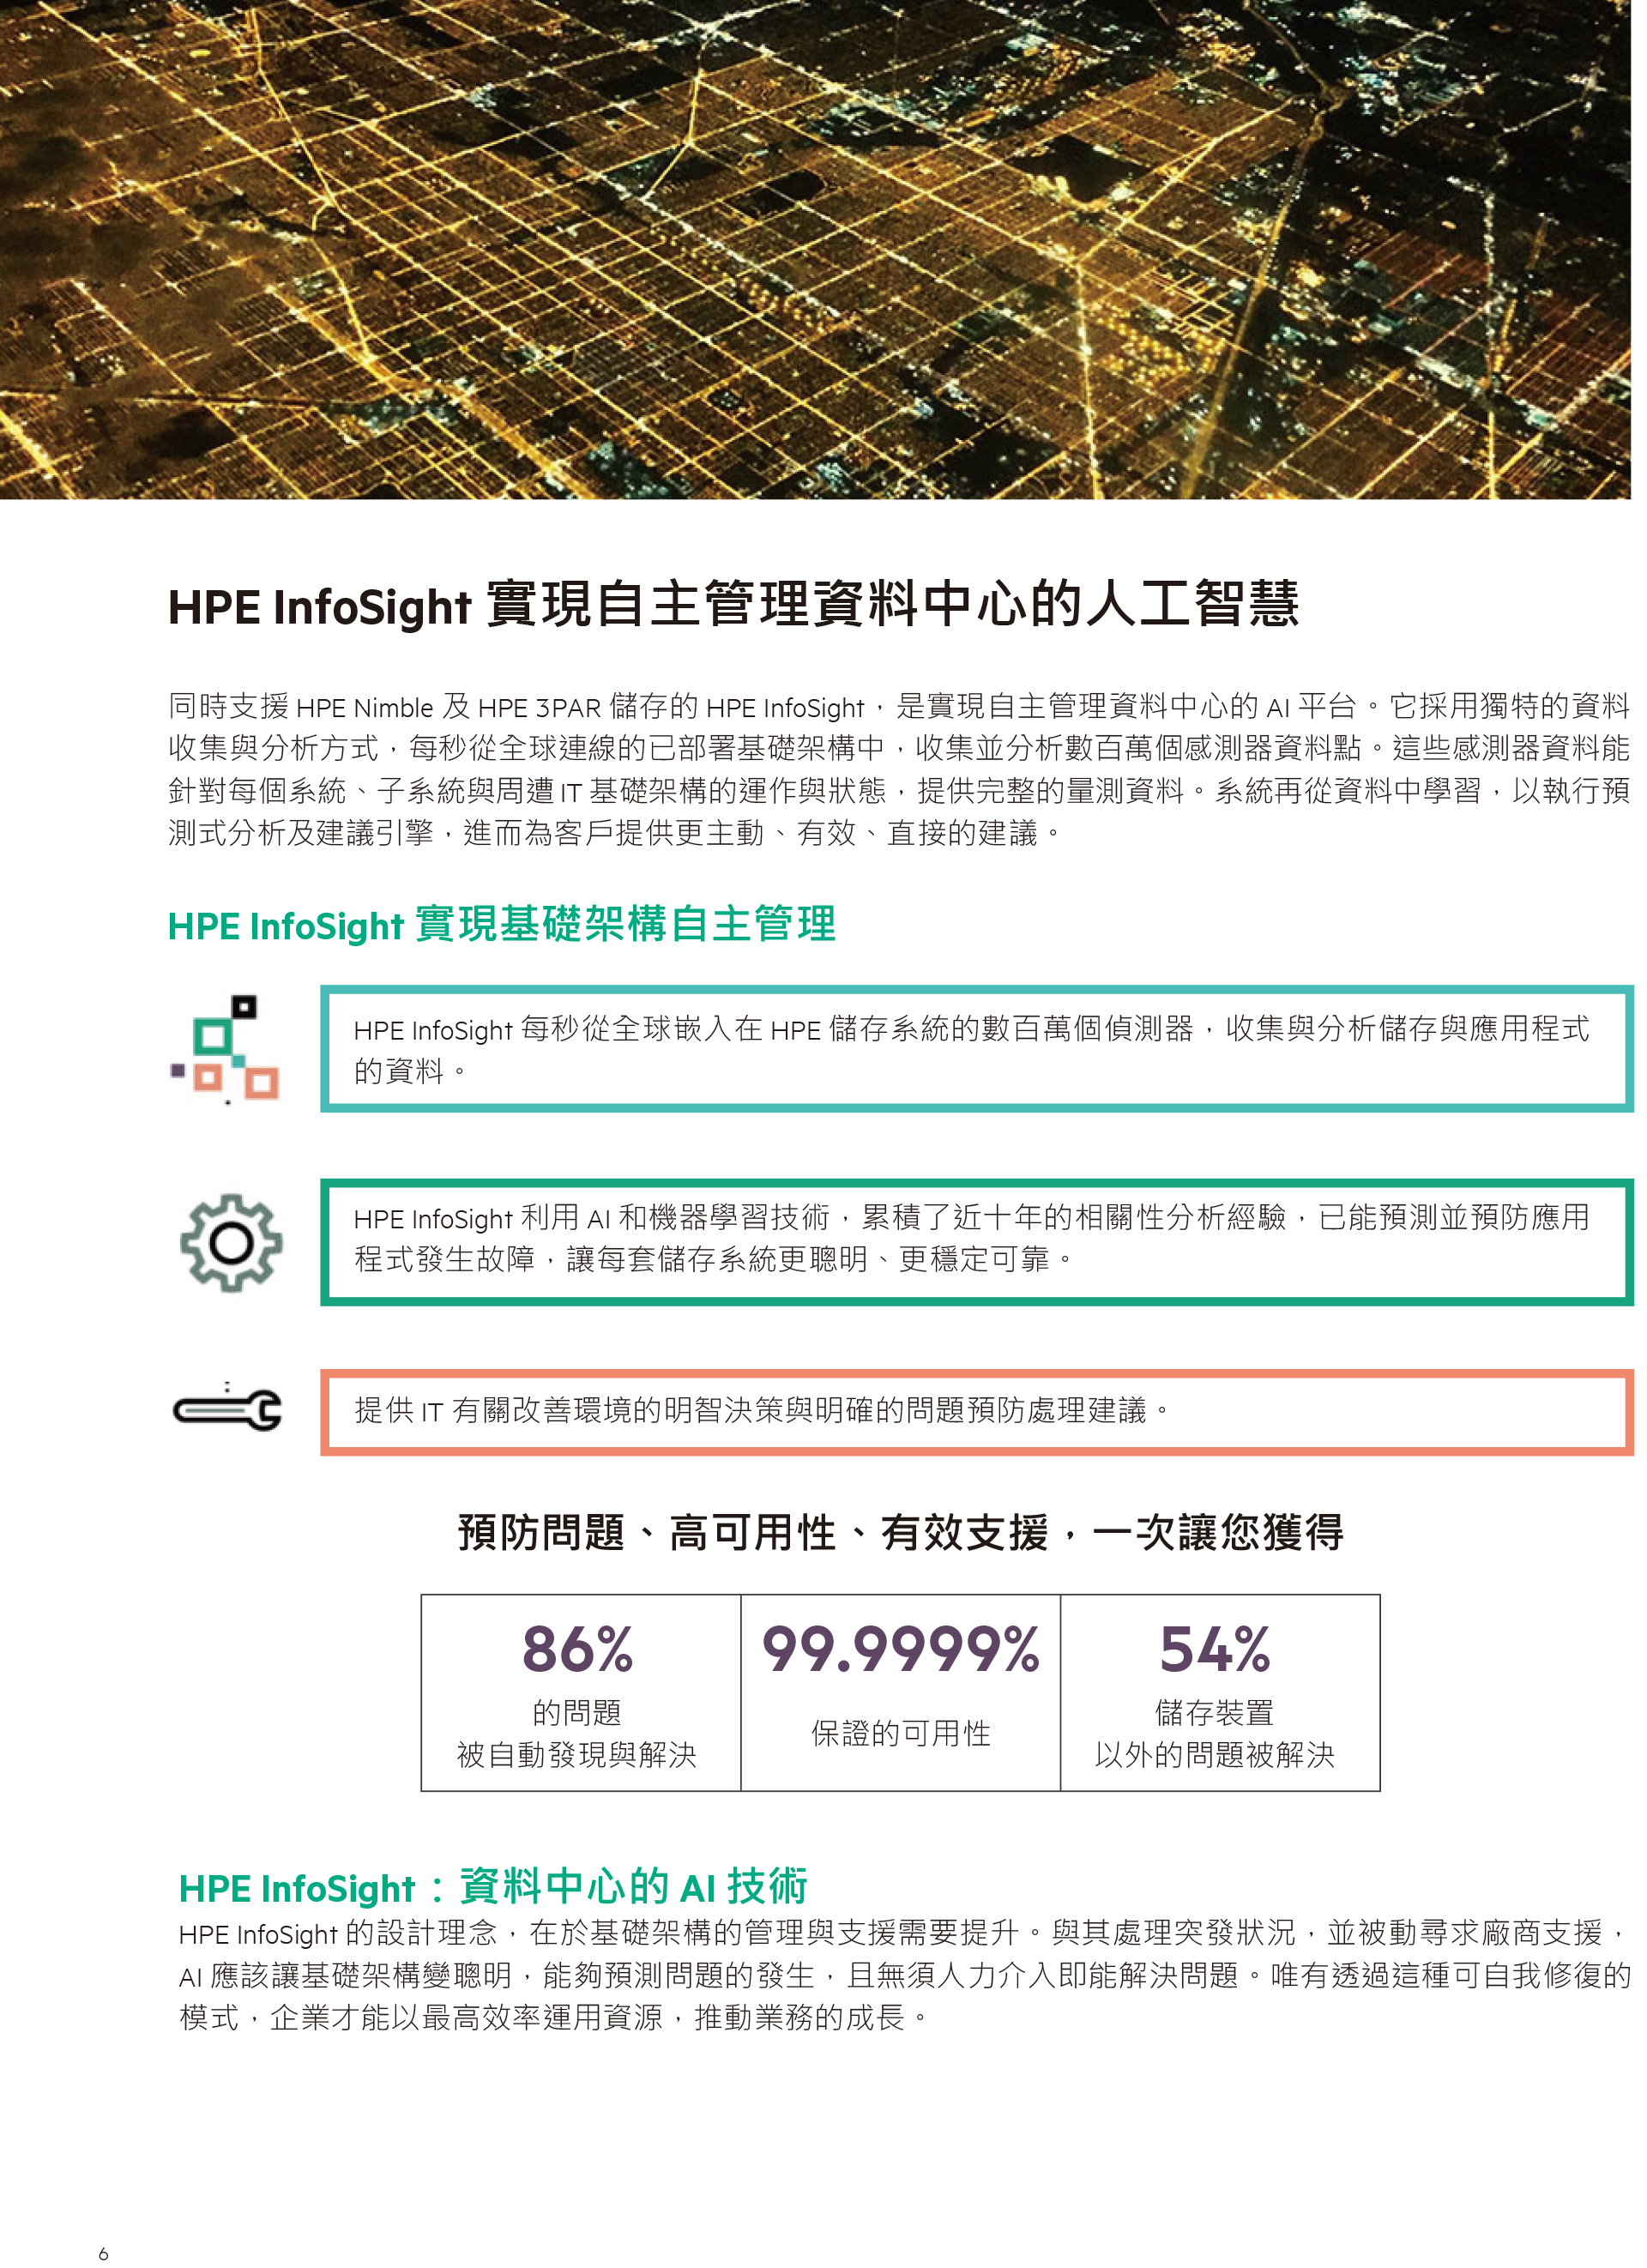 HPE InfoSight 實現自主管理資料中心的人工智慧
同時支援 HPE Nimble 及 HPE 3PAR 儲存的 HPE InfoSight，是實現自主管理資料中心的 AI 平台。它採用獨特的資料
收集與分析方式，每秒從全球連線的已部署基礎架構中，收集並分析數百萬個感測器資料點。這些感測器資料能
針對每個系統、子系統與周遭 IT 基礎架構的運作與狀態，提供完整的量測資料。系統再從資料中學習，以執行預
測式分析及建議引擎，進而為客戶提供更主動、有效、直接的建議。
HPE InfoSight 實現基礎架構自主管理
HPE InfoSight 每秒從全球嵌入在 HPE 儲存系統的數百萬個偵測器，收集與分析儲存與應用程式
的資料。
HPE InfoSight 利用 AI 和機器學習技術，累積了近十年的相關性分析經驗，已能預測並預防應用
程式發生故障，讓每套儲存系統更聰明、更穩定可靠。
提供 IT 有關改善環境的明智決策與明確的問題預防處理建議。
預防問題、高可用性、有效支援，一次讓您獲得
86%
的問題
被自動發現與解決
99.9999%
保證的可用性
54%
儲存裝置
以外的問題被解決
HPE InfoSight：資料中心的 AI 技術
HPE InfoSight 的設計理念，在於基礎架構的管理與支援需要提升。與其處理突發狀況，並被動尋求廠商支援，
AI 應該讓基礎架構變聰明，能夠預測問題的發生，且無須人力介入即能解決問題。唯有透過這種可自我修復的
模式，企業才能以最高效率運用資源，推動業務的成長。
6